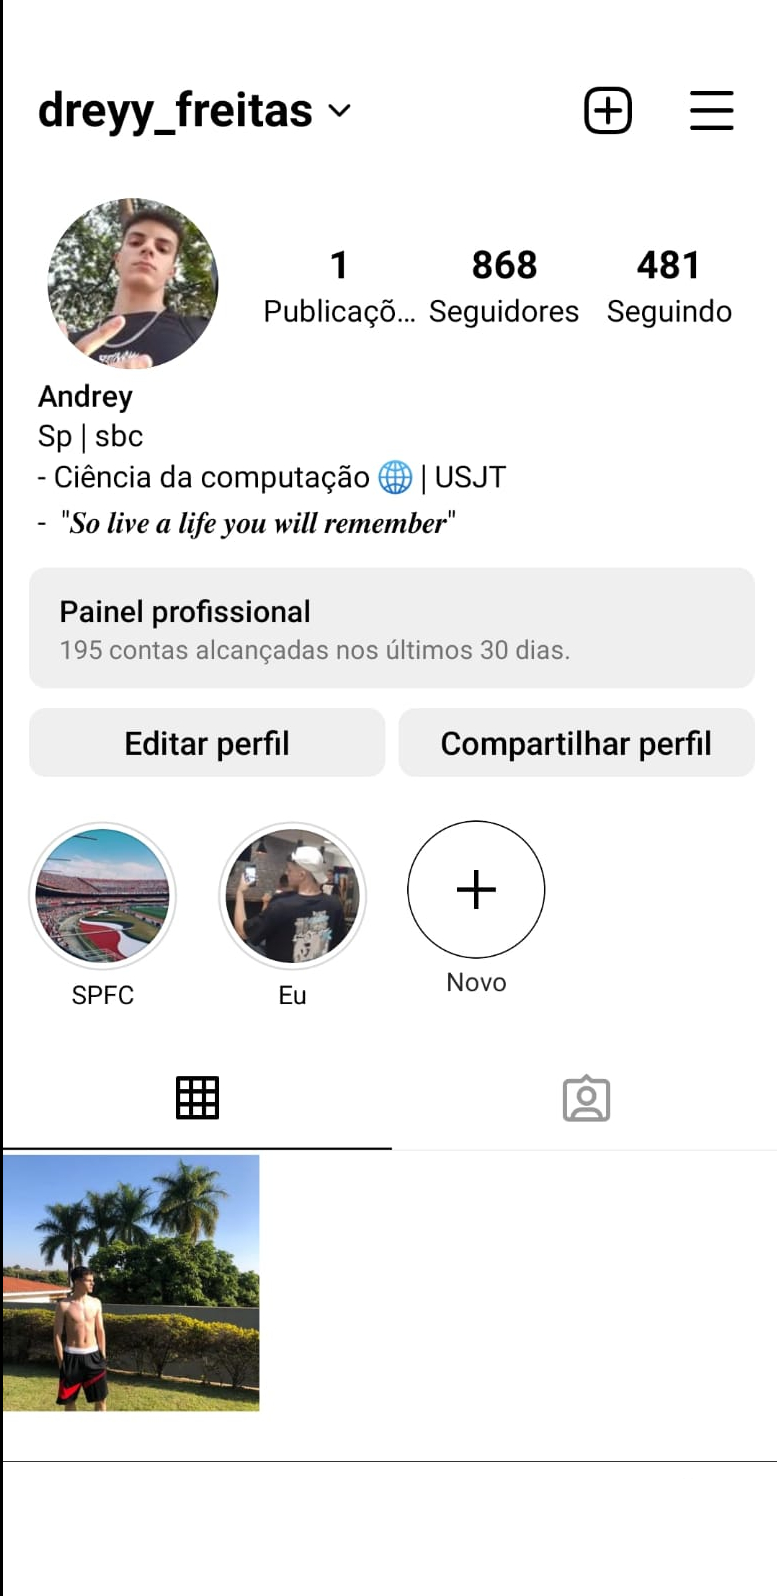 dreyy_freitas
1 868 481
Publicaçõ... Seguidores Seguindo
Andrey
Sp | sbc
- Ciência da computação 🌐 | USJT
- "So live a life you will remember"
Painel profissional
195 contas alcançadas nos últimos 30 dias.
Editar perfil Compartilhar perfil
SPFC Eu Novo